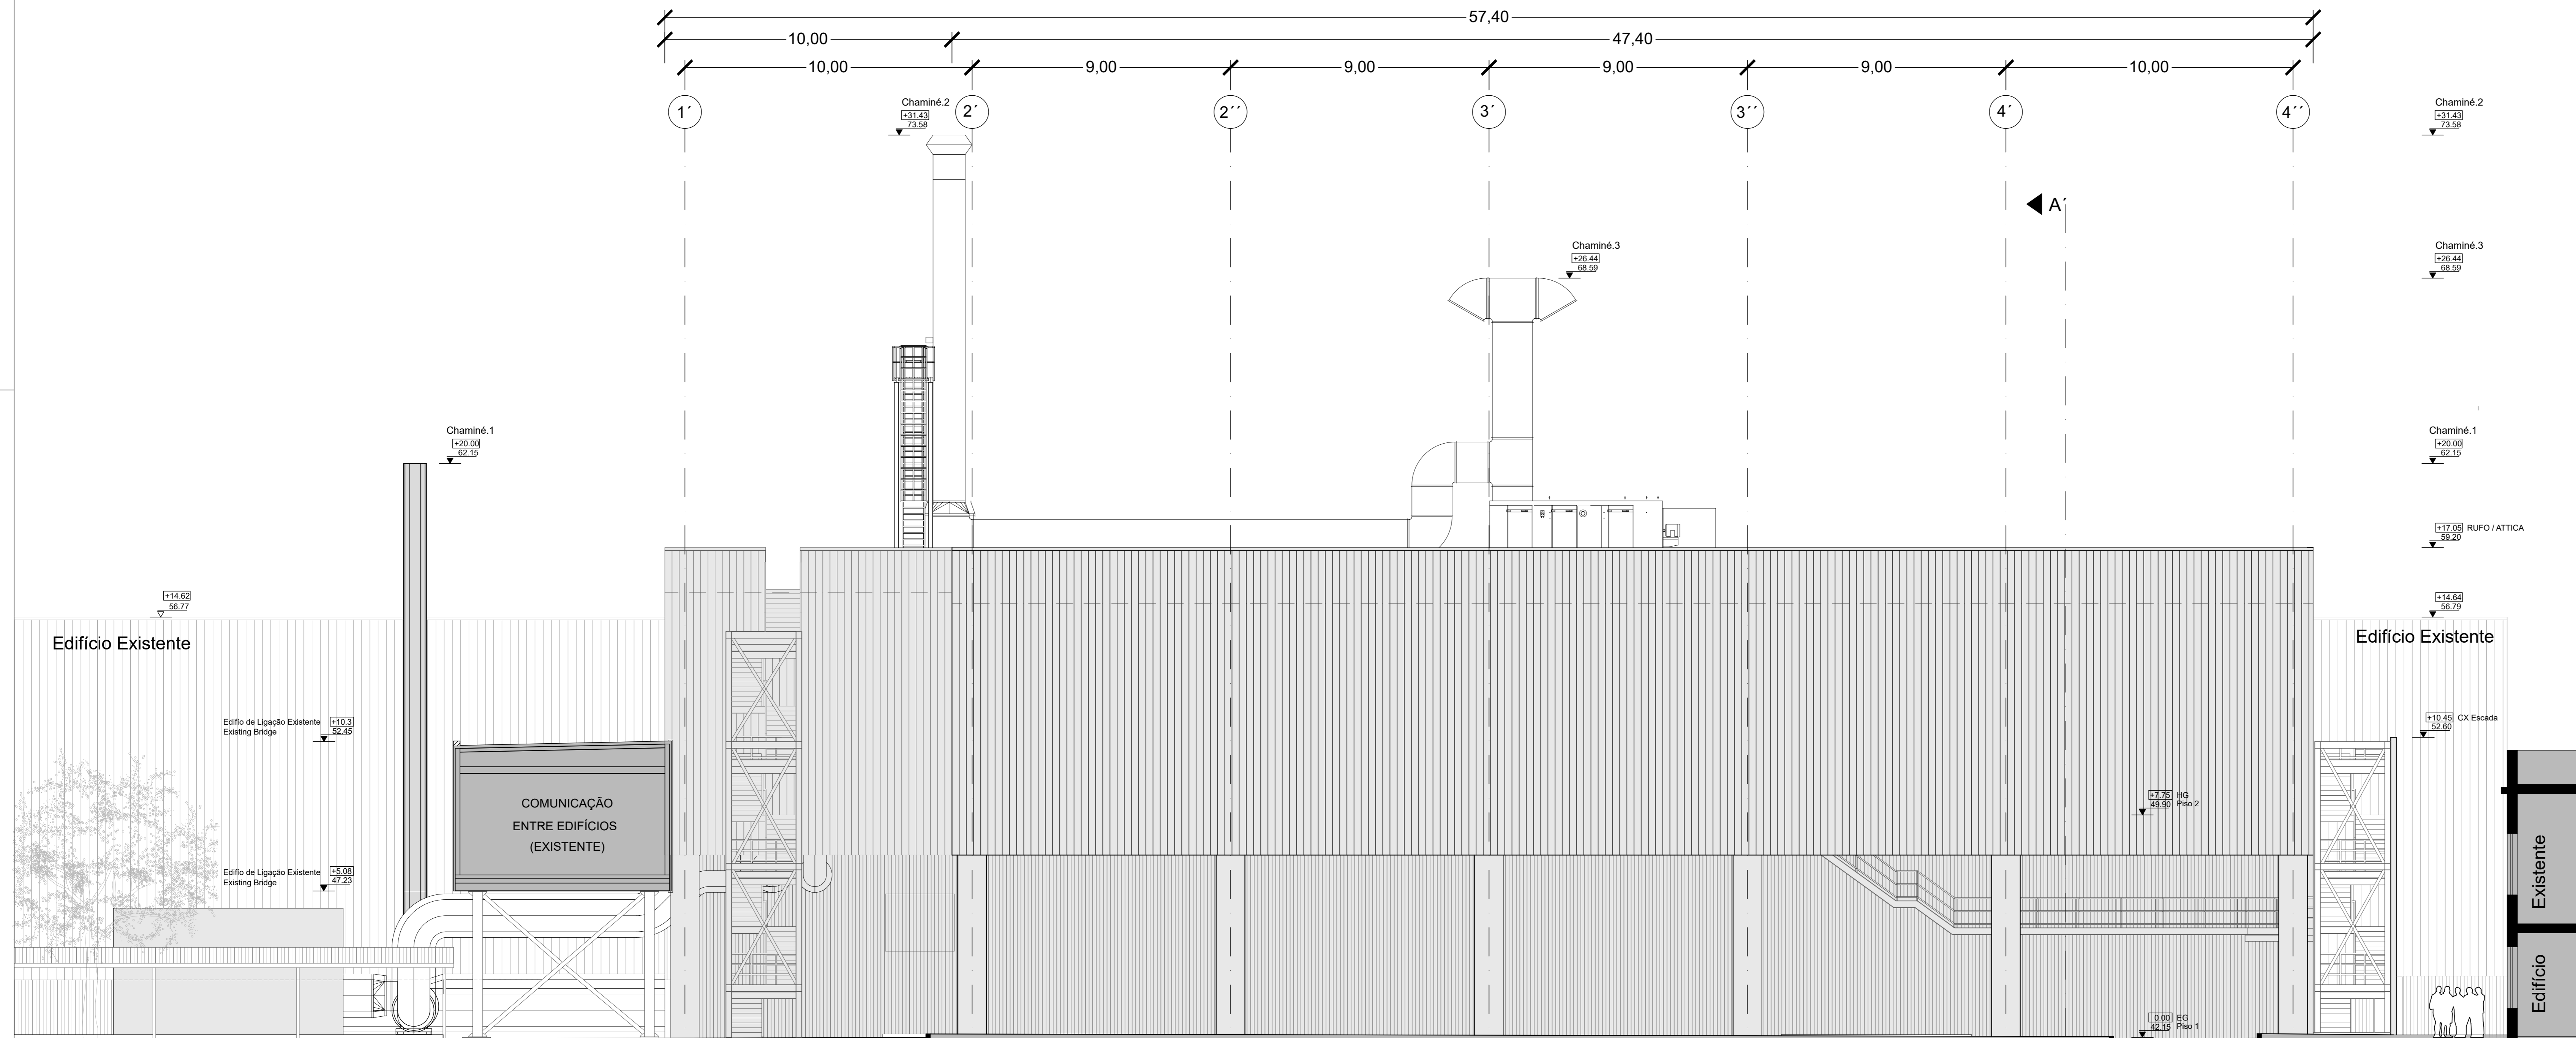 57,40
10,00
47,40
10,00
9,00
9,00
9,00
9,00
10,00
1´
2´
2´´
3´
3´´
4´
4´´
Chaminé.2
+31.43
73.58
Chaminé.2
+31.43
73.58
A´
Chaminé.3
+26.44
68.59
Chaminé.3
+26.44
68.59
Chaminé.1
+20.00
62.15
Chaminé.1
+20.00
62.15
+17.05 RUFO / ATTICA
59.20
+14.62
56.77
+14.64
56.79
Edifício Existente
Edifício Existente
Edifio de Ligação Existente +10.3
Existing Bridge 52.45
+10.45 CX Escada
52.60
COMUNICAÇÃO
ENTRE EDIFÍCIOS
(EXISTENTE)
+7.75 HG
49.90 Piso 2
Edifio de Ligação Existente +5.08
Existing Bridge 47.23
Edifício
Existente
0.00 EG
42.15 Piso 1